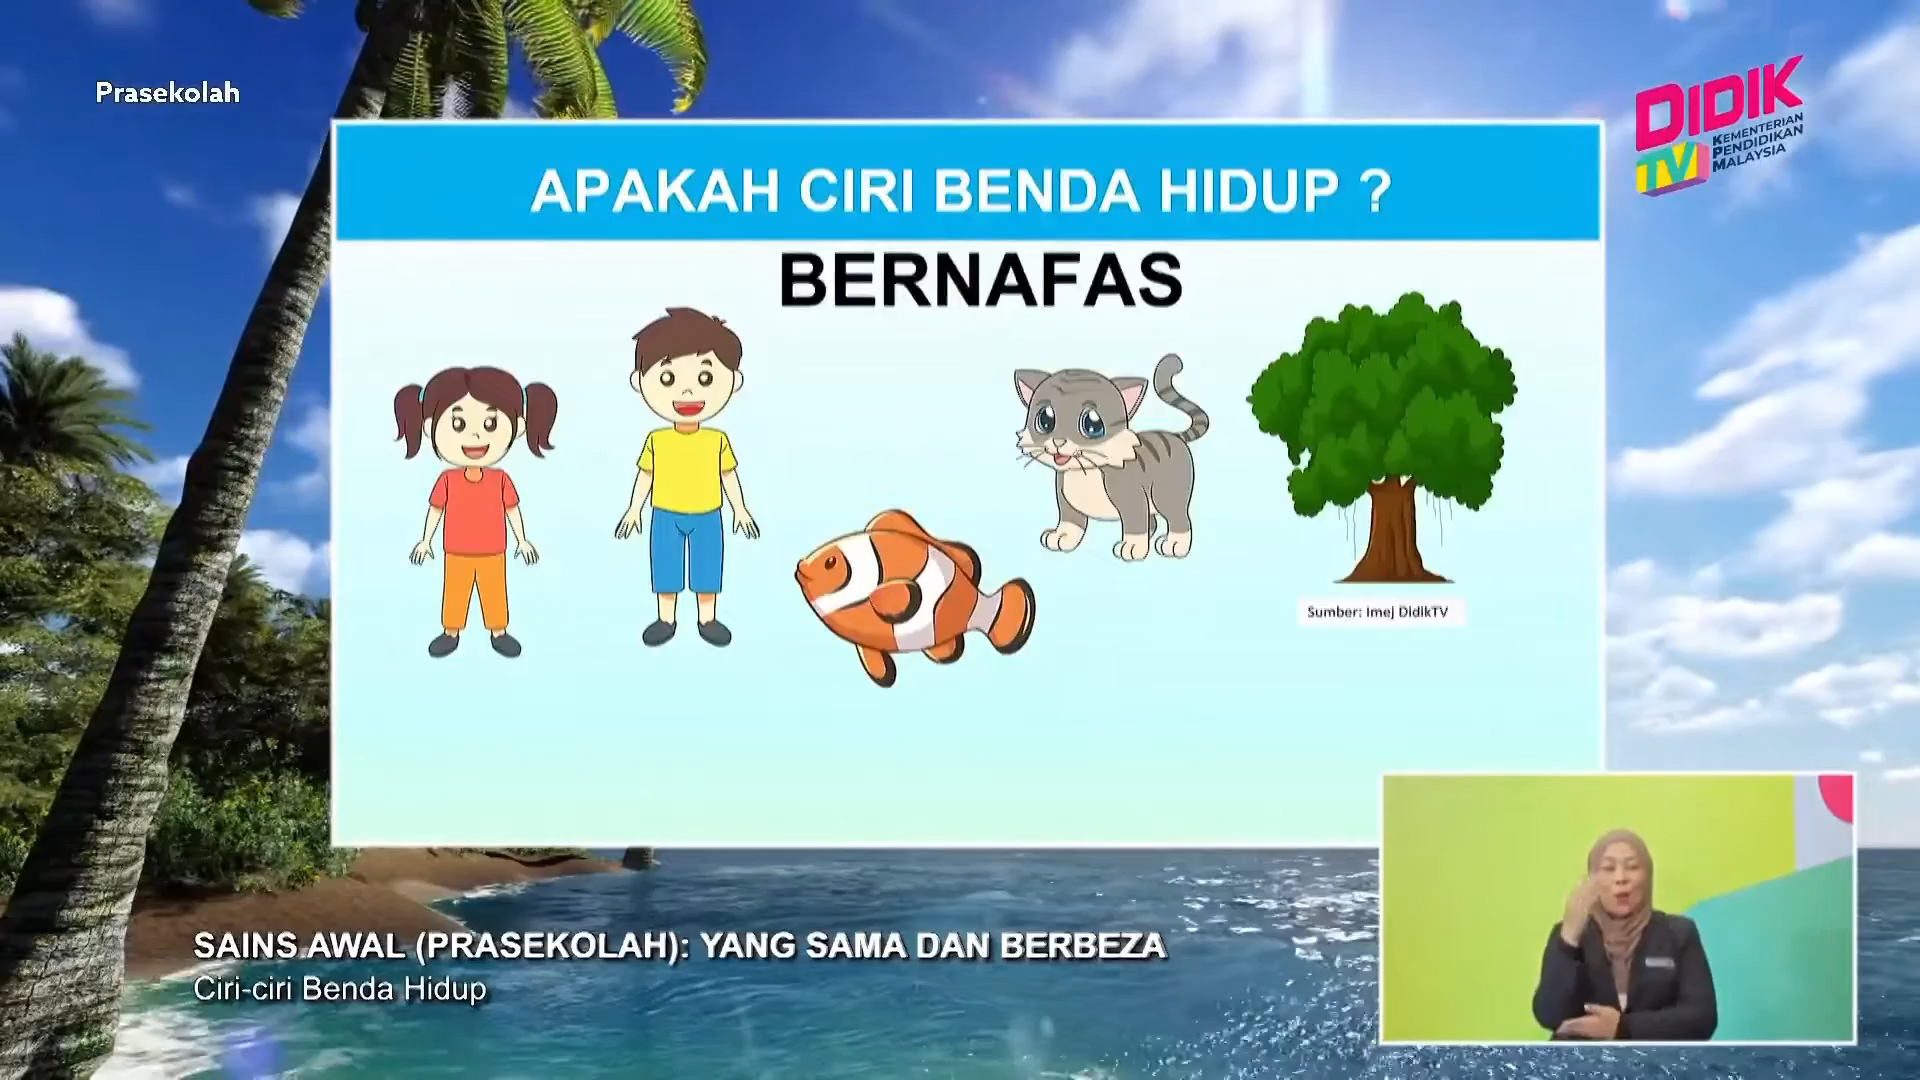 Prasekolah
DIDIK
TV
KEMENTERIAN
PENDIDIKAN
MALAYSIA
APAKAH CIRI BENDA HIDUP ?
BERNAFAS
Sumber: Imej DidikTV
SAINS AWAL (PRASEKOLAH): YANG SAMA DAN BERBEZA
Ciri-ciri Benda Hidup